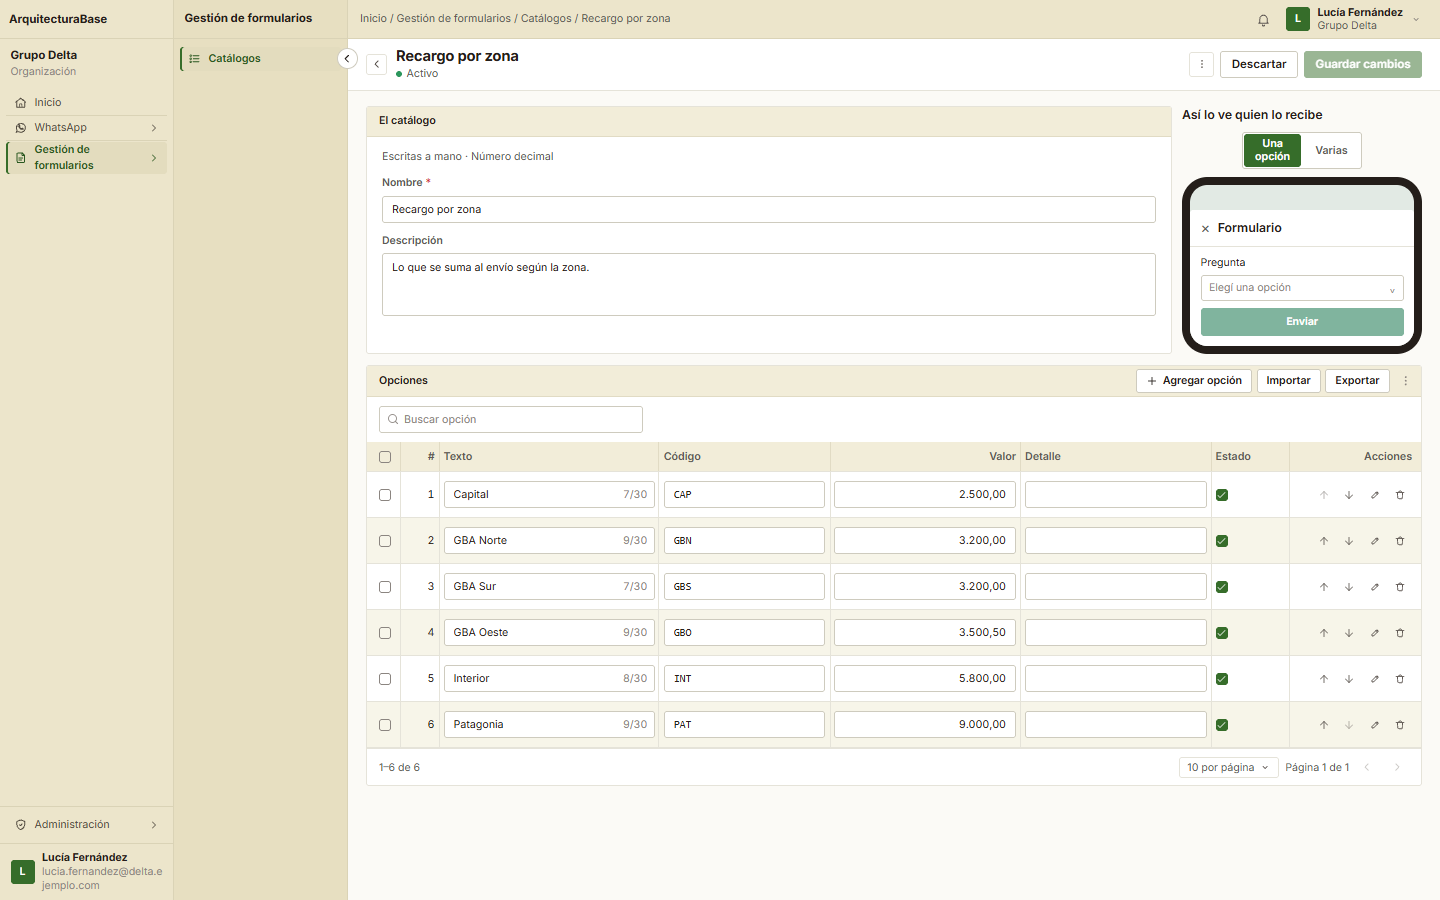 ArquitecturaBase
Gestión de formularios
Inicio / Gestión de formularios / Catálogos / Recargo por zona
L
Lucía Fernández
Grupo Delta
Grupo Delta
Organización
Inicio
WhatsApp
Gestión de
formularios
Catálogos
Recargo por zona
Activo
Descartar
Guardar cambios
El catálogo
Escritas a mano · Número decimal
Nombre *
Recargo por zona
Descripción
Lo que se suma al envío según la zona.
Así lo ve quien lo recibe
Una
opción
Varias
Formulario
Pregunta
Elegí una opción
Enviar
Opciones
Agregar opción
Importar
Exportar
Buscar opción
# Texto Código Valor Detalle Estado Acciones
1 Capital 7/30 CAP 2.500,00
2 GBA Norte 9/30 GBN 3.200,00
3 GBA Sur 7/30 GBS 3.200,00
4 GBA Oeste 9/30 GBO 3.500,50
5 Interior 8/30 INT 5.800,00
6 Patagonia 9/30 PAT 9.000,00
1–6 de 6
10 por página
Página 1 de 1
Administración
L
Lucía Fernández
lucia.fernandez@delta.e
jemplo.com